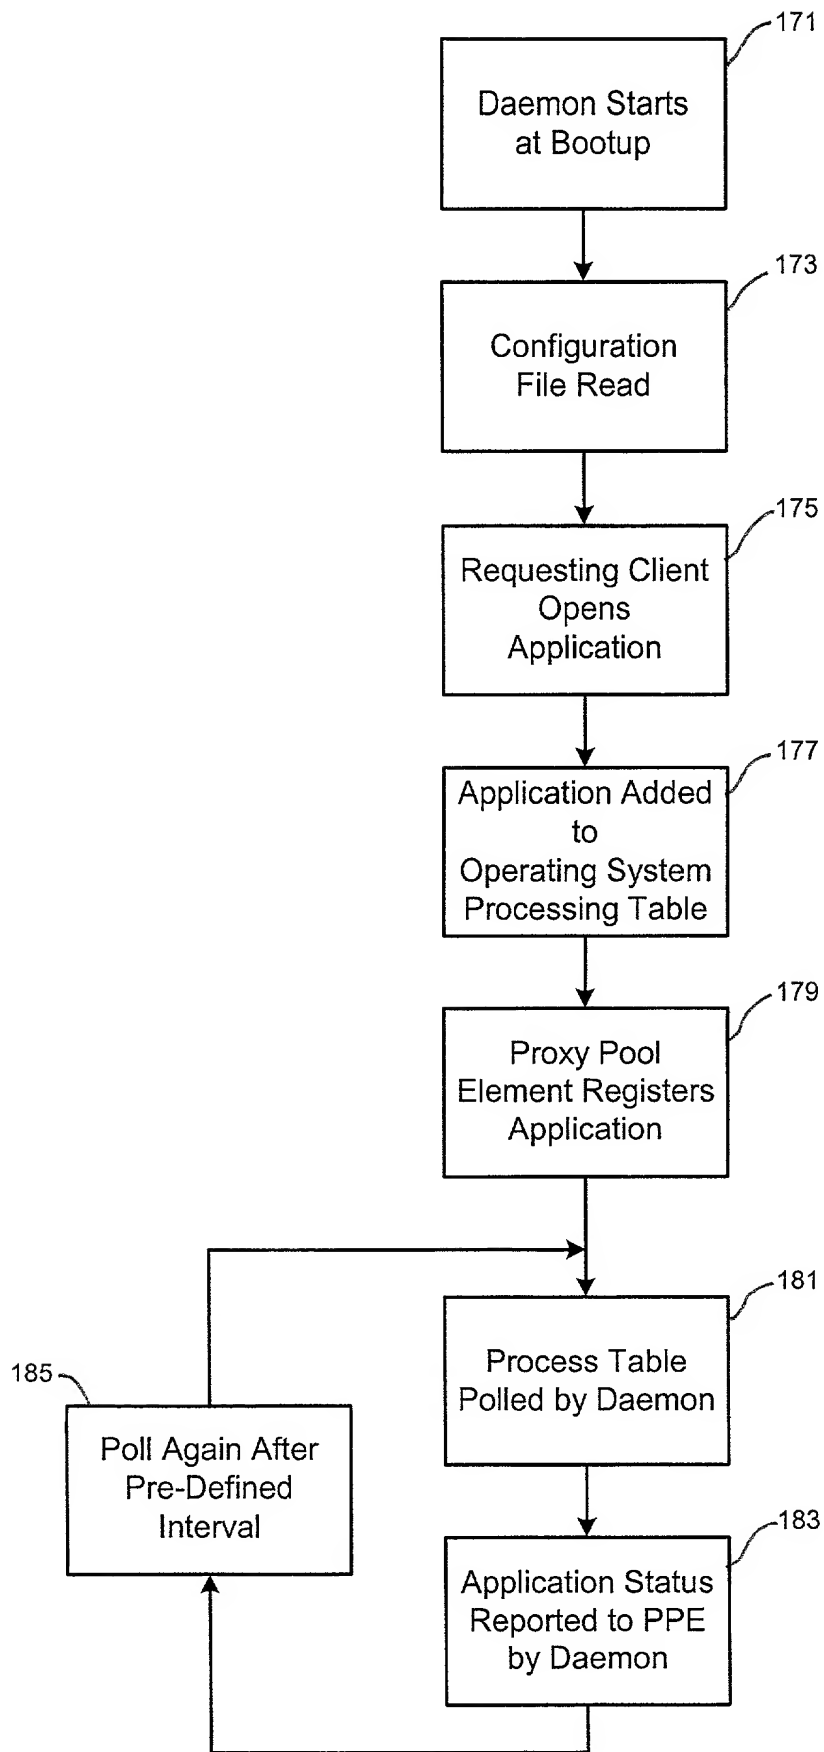 171
Daemon Starts
at Bootup
173
Configuration
File Read
175
Requesting Client
Opens
Application
177
Application Added
to
Operating System
Processing Table
179
Proxy Pool
Element Registers
Application
181
Process Table
Polled by Daemon
185
Poll Again After
Pre-Defined
Interval
183
Application Status
Reported to PPE
by Daemon